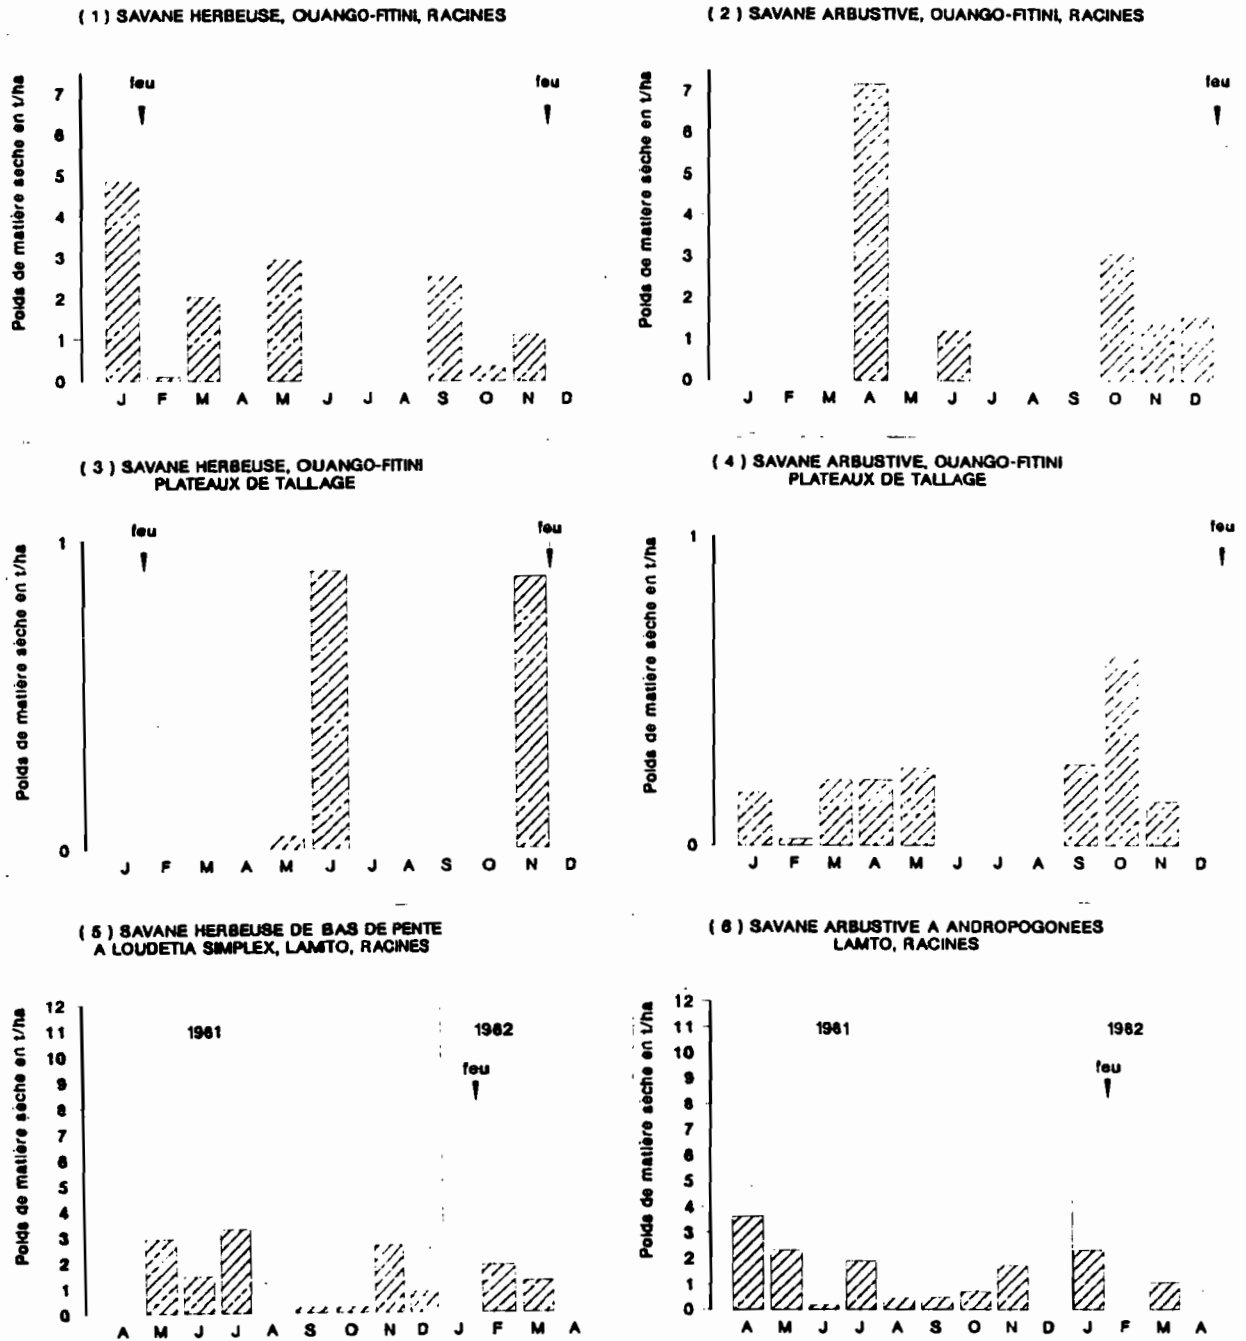 ( 1 ) SAVANE HERBEUSE, OUANGO-FITINI, RACINES
Poids de matière sèche en t/ha
feu
feu
7
6
5
4
3
2
1
0
J F M A M J J A S O N D
( 2 ) SAVANE ARBUSTIVE, OUANGO-FITINI, RACINES
Poids de matière sèche en t/ha
feu
7
6
5
4
3
2
1
0
J F M A M J J A S O N D
( 3 ) SAVANE HERBEUSE, OUANGO-FITINI
PLATEAUX DE TALLAGE
Poids de matière sèche en t/ha
feu
feu
1
0
J F M A M J J A S O N D
( 4 ) SAVANE ARBUSTIVE, OUANGO-FITINI
PLATEAUX DE TALLAGE
Poids de matière sèche en t/ha
feu
1
0
J F M A M J J A S O N D
( 5 ) SAVANE HERBEUSE DE BAS DE PENTE
A LOUDETIA SIMPLEX, LAMTO, RACINES
Poids de matière sèche en t/ha
1981
1982
feu
12
11
10
9
8
7
6
5
4
3
2
1
0
A M J J A S O N D J F M A
( 6 ) SAVANE ARBUSTIVE A ANDROPOGONEES
LAMTO, RACINES
Poids de matière sèche en t/ha
1981
1982
feu
12
11
10
9
8
7
6
5
4
3
2
1
0
A M J J A S O N D J F M A